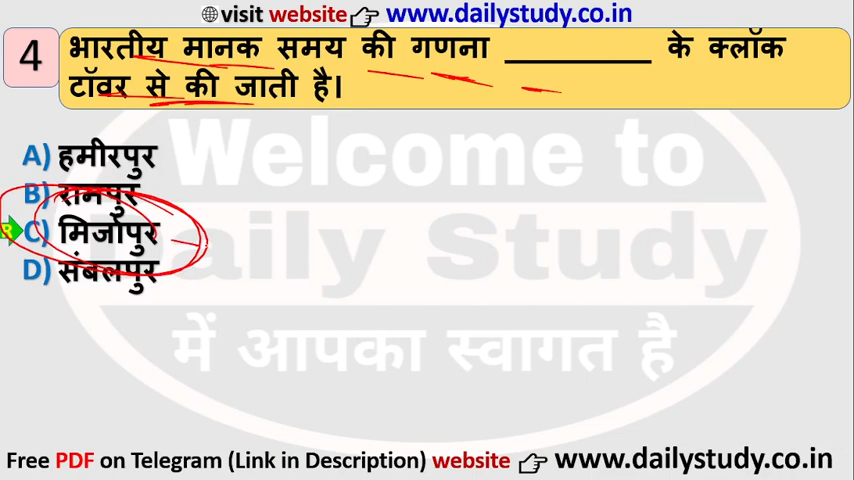 visit website www.dailystudy.co.in
4
भारतीय मानक समय की गणना __________ के क्लॉक
टॉवर से की जाती है।
A) हमीरपुर
B) रामपुर
C) मिर्जापुर
D) संबलपुर
Welcome to
Daily Study
में आपका स्वागत है
Free PDF on Telegram (Link in Description) website www.dailystudy.co.in